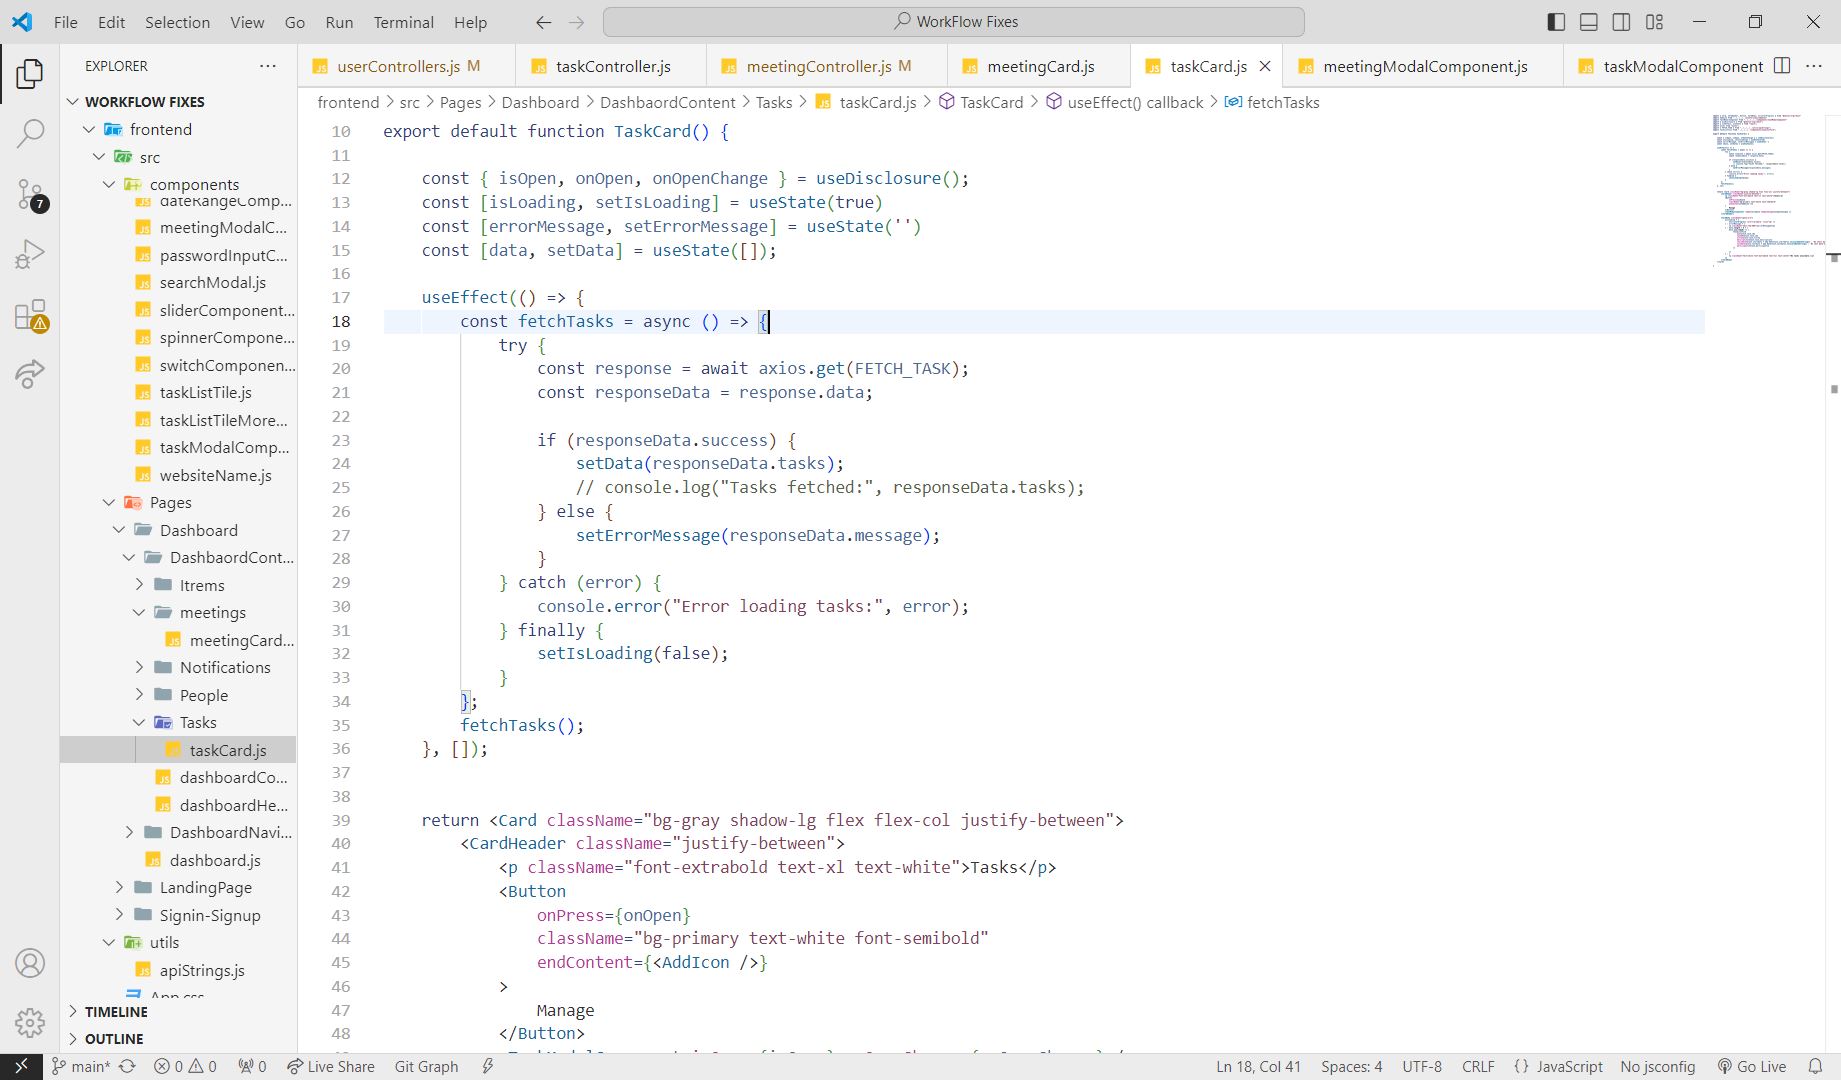 File Edit Selection View Go Run Terminal Help
WorkFlow Fixes
EXPLORER
WORKFLOW FIXES
frontend
src
components
dateRangeComp...
meetingModalC...
passwordInputC...
searchModal.js
sliderComponent...
spinnerCompone...
switchComponen...
taskListTile.js
taskListTileMore...
taskModalComp...
websiteName.js
Pages
Dashboard
DashbaordCont...
Itrems
meetings
meetingCard...
Notifications
People
Tasks
taskCard.js
dashboardCo...
dashboardHe...
DashboardNavi...
dashboard.js
LandingPage
Signin-Signup
utils
apiStrings.js
App.css
TIMELINE
OUTLINE
7
userControllers.js M
taskController.js
meetingController.js M
meetingCard.js
taskCard.js
meetingModalComponent.js
taskModalComponent
frontend > src > Pages > Dashboard > DashbaordContent > Tasks > taskCard.js > TaskCard > useEffect() callback > fetchTasks
10 export default function TaskCard() {
11
12 const { isOpen, onOpen, onOpenChange } = useDisclosure();
13 const [isLoading, setIsLoading] = useState(true)
14 const [errorMessage, setErrorMessage] = useState('')
15 const [data, setData] = useState([]);
16
17 useEffect(() => {
18 const fetchTasks = async () => {
19 try {
20 const response = await axios.get(FETCH_TASK);
21 const responseData = response.data;
22
23 if (responseData.success) {
24 setData(responseData.tasks);
25 // console.log("Tasks fetched:", responseData.tasks);
26 } else {
27 setErrorMessage(responseData.message);
28 }
29 } catch (error) {
30 console.error("Error loading tasks:", error);
31 } finally {
32 setIsLoading(false);
33 }
34 };
35 fetchTasks();
36 }, []);
37
38
39 return <Card className="bg-gray shadow-lg flex flex-col justify-between">
40 <CardHeader className="justify-between">
41 <p className="font-extrabold text-xl text-white">Tasks</p>
42 <Button
43 onPress={onOpen}
44 className="bg-primary text-white font-semibold"
45 endContent={<AddIcon />}
46 >
47 Manage
48 </Button>
main* 0 0 0 Live Share Git Graph
Ln 18, Col 41 Spaces: 4 UTF-8 CRLF {} JavaScript No jsconfig Go Live